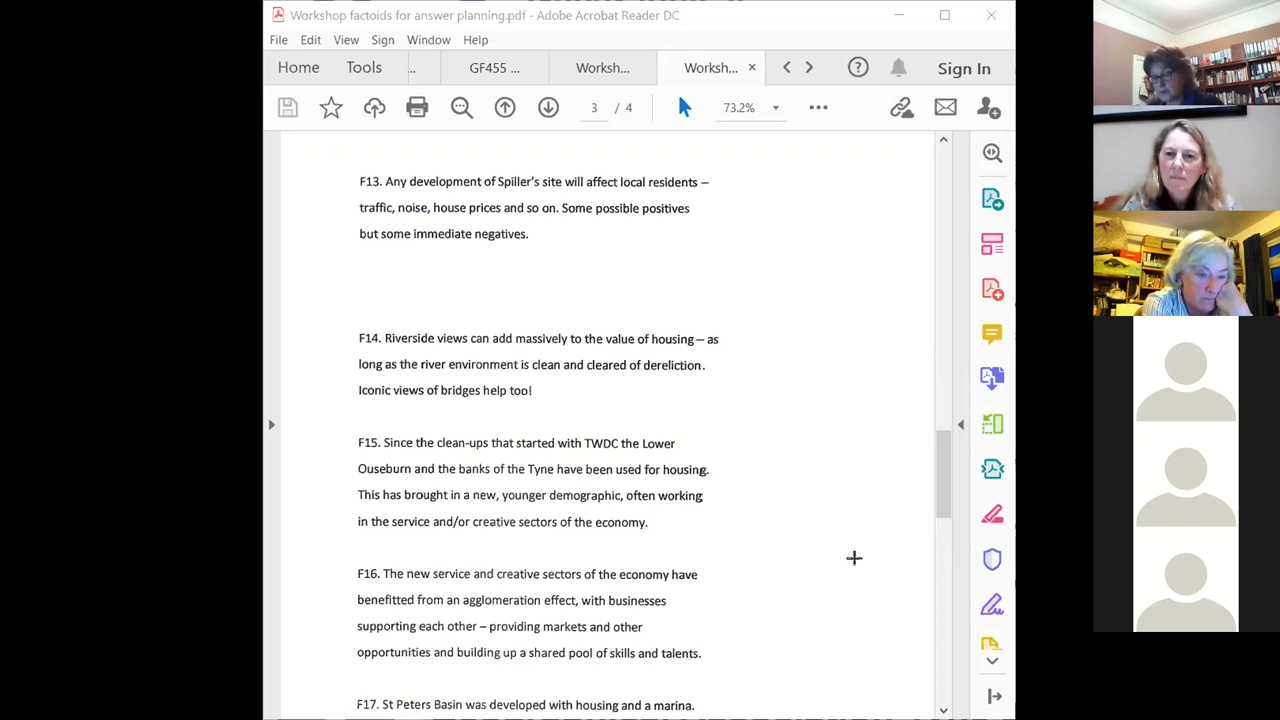 Workshop factoids for answer planning.pdf - Adobe Acrobat Reader DC
File Edit View Sign Window Help
Home Tools ... GF455 ... Worksh... Worksh... × Sign In
3 / 4 73.2%
F13. Any development of Spiller's site will affect local residents –
traffic, noise, house prices and so on. Some possible positives
but some immediate negatives.
F14. Riverside views can add massively to the value of housing – as
long as the river environment is clean and cleared of dereliction.
Iconic views of bridges help too!
F15. Since the clean-ups that started with TWDC the Lower
Ouseburn and the banks of the Tyne have been used for housing.
This has brought in a new, younger demographic, often working
in the service and/or creative sectors of the economy.
F16. The new service and creative sectors of the economy have
benefitted from an agglomeration effect, with businesses
supporting each other – providing markets and other
opportunities and building up a shared pool of skills and talents.
F17. St Peters Basin was developed with housing and a marina.